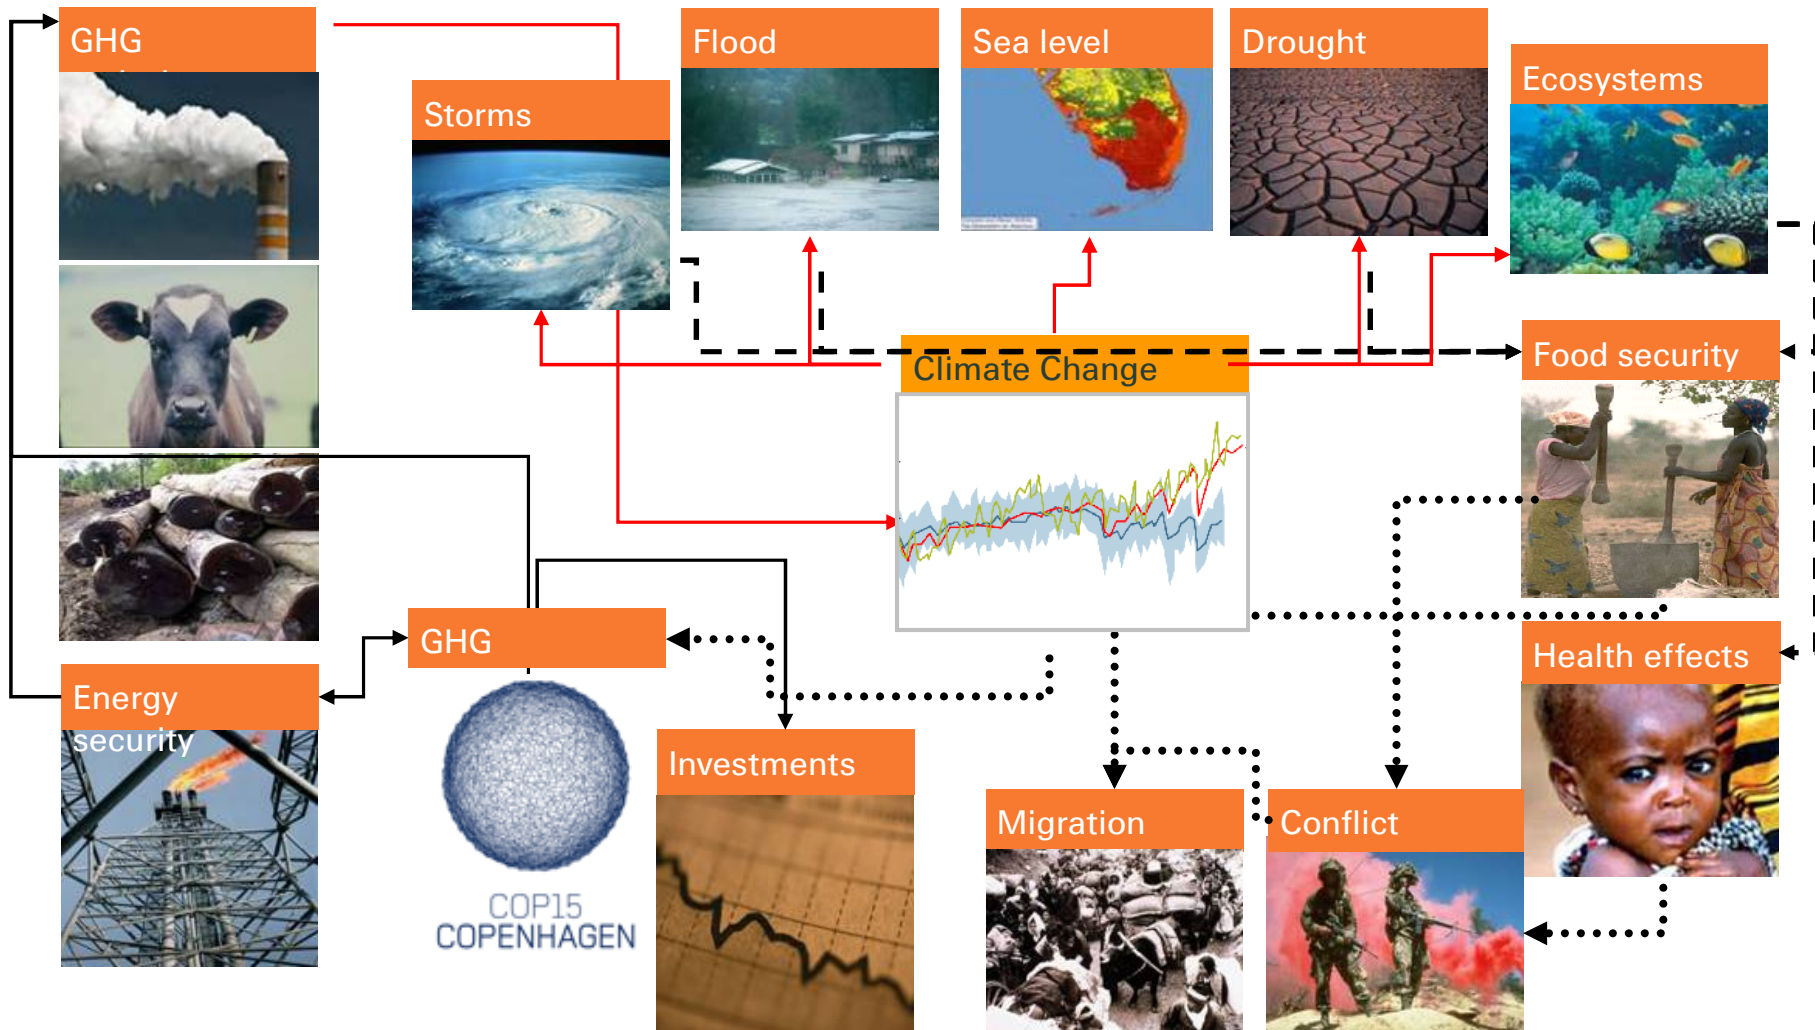 GHG
Flood
Sea level
Drought
Ecosystems
Storms
Climate Change
Food security
GHG
Health effects
Energy
security
Investments
Migration
Conflict
COP15
COPENHAGEN